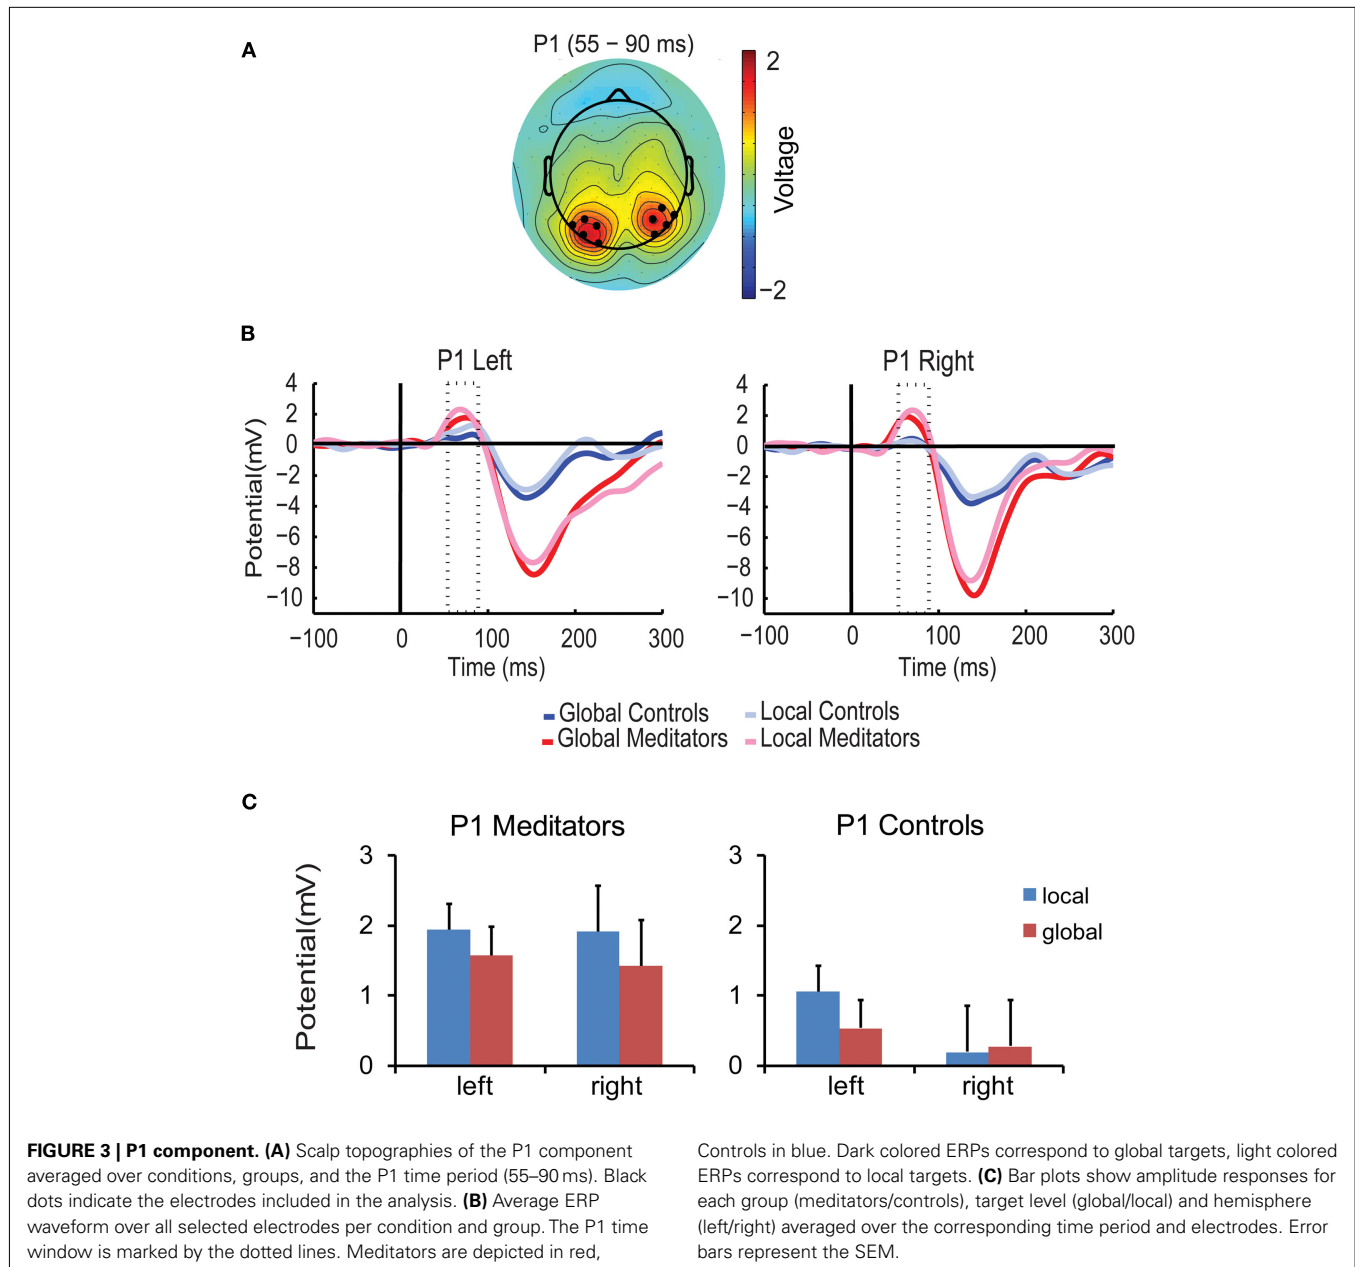 A
P1 (55 – 90 ms)
2
Voltage
−2
B
P1 Left
4
2
0
−2
−4
−6
−8
−10
Potential(mV)
−100 0 100 200 300
Time (ms)
P1 Right
4
2
0
−2
−4
−6
−8
−10
−100 0 100 200 300
Time (ms)
Global Controls Local Controls
Global Meditators Local Meditators
C
P1 Meditators
3
2
1
0
Potential(mV)
left right
P1 Controls
3
2
1
0
left right
local
global
FIGURE 3 | P1 component. (A) Scalp topographies of the P1 component
averaged over conditions, groups, and the P1 time period (55–90 ms). Black
dots indicate the electrodes included in the analysis. (B) Average ERP
waveform over all selected electrodes per condition and group. The P1 time
window is marked by the dotted lines. Meditators are depicted in red,
Controls in blue. Dark colored ERPs correspond to global targets, light colored
ERPs correspond to local targets. (C) Bar plots show amplitude responses for
each group (meditators/controls), target level (global/local) and hemisphere
(left/right) averaged over the corresponding time period and electrodes. Error
bars represent the SEM.